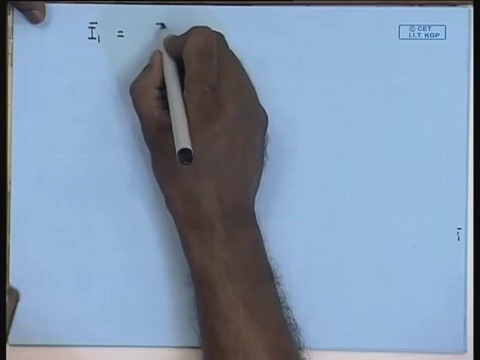 Ī₁ =
© CET
I.I.T. KGP